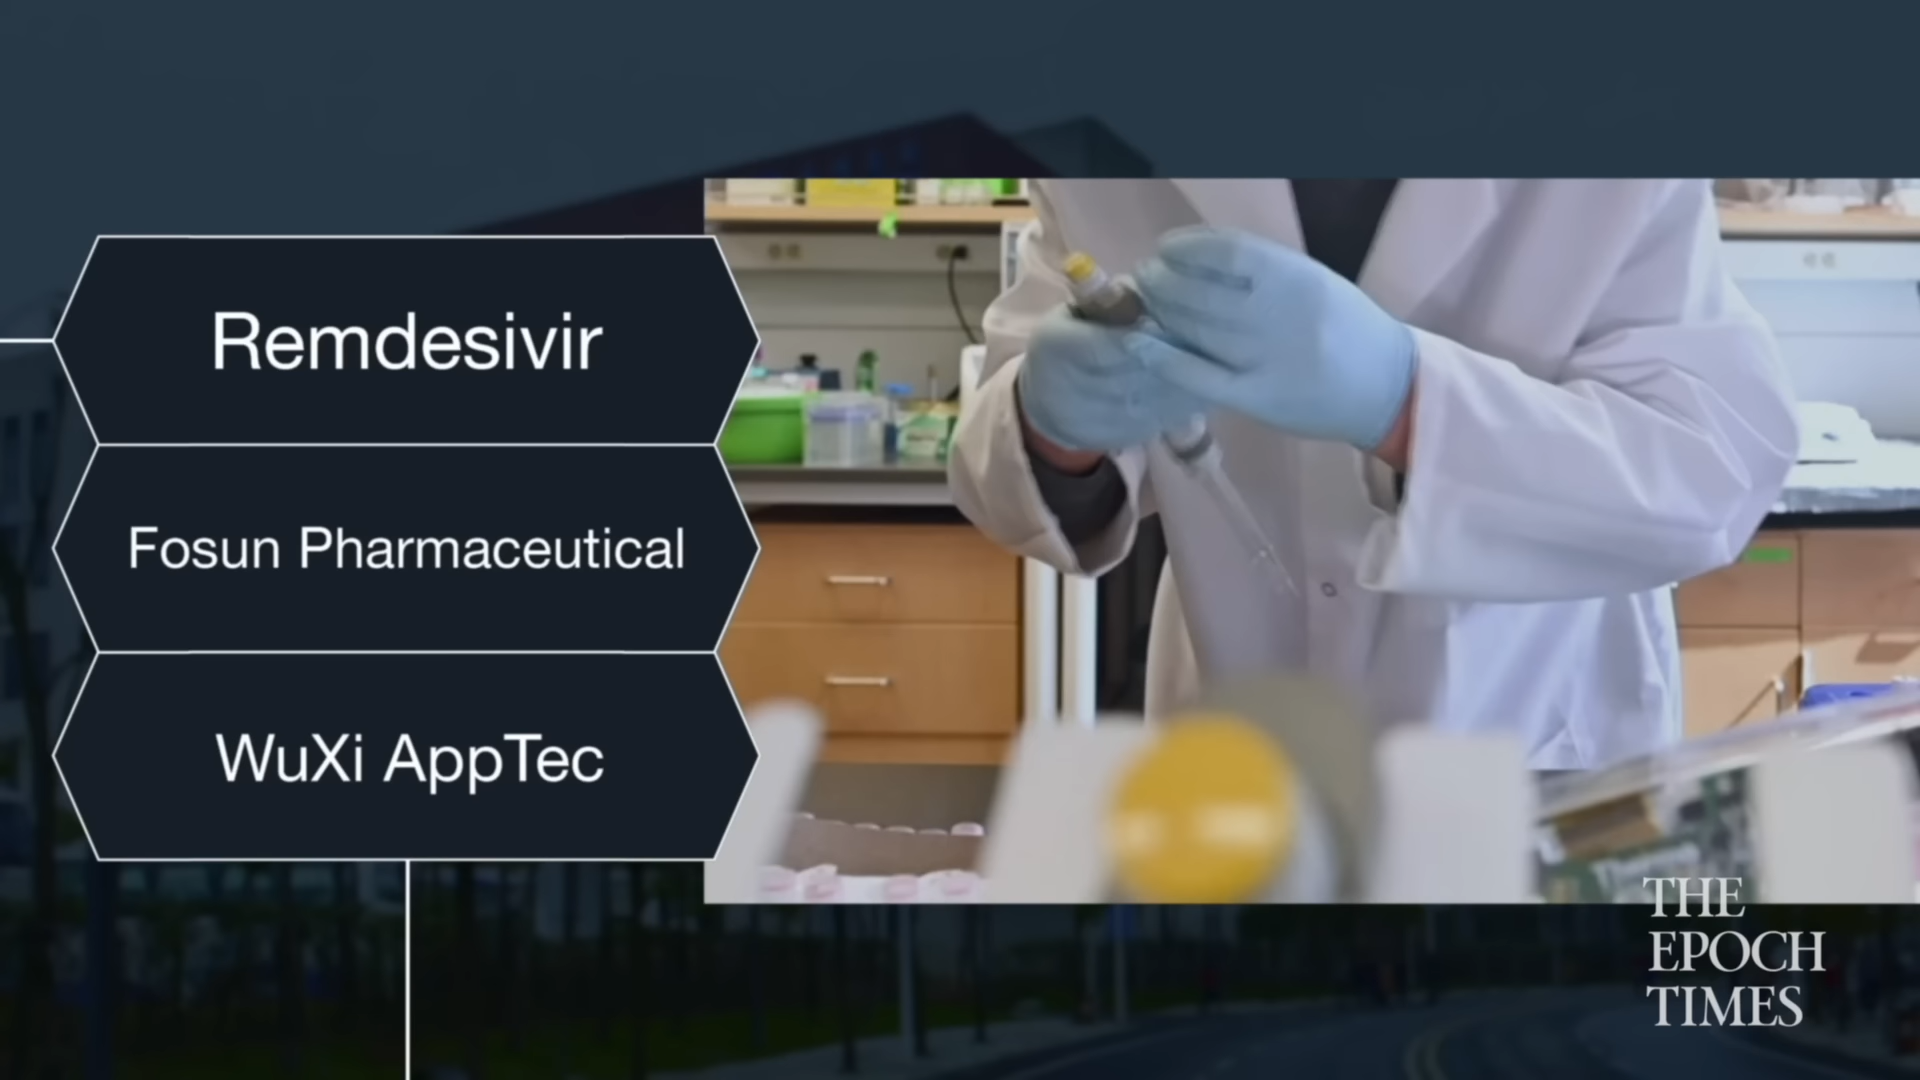 Remdesivir
Fosun Pharmaceutical
WuXi AppTec
THE
EPOCH
TIMES